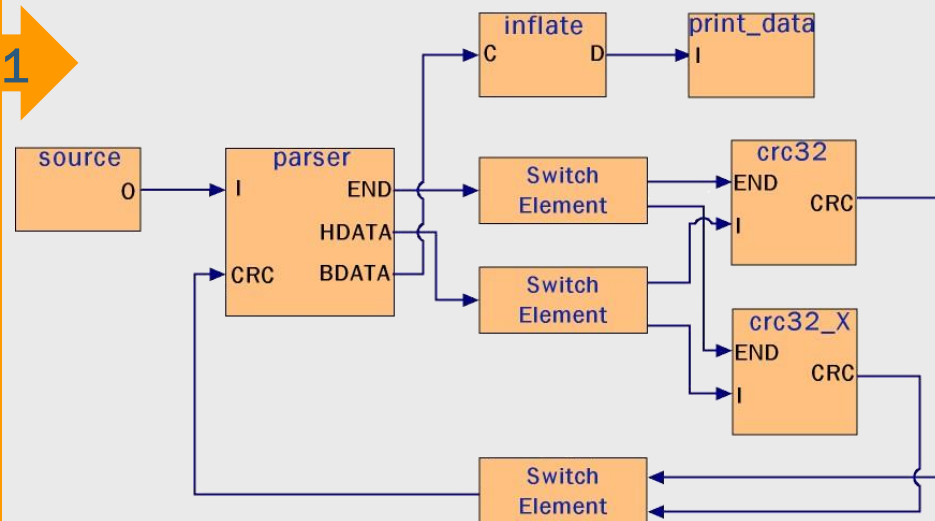 1
inflate
C D
print_data
I
source
O
parser
I
END
HDATA
CRC
BDATA
Switch
Element
Switch
Element
crc32
END
CRC
I
crc32_X
END
CRC
I
Switch
Element